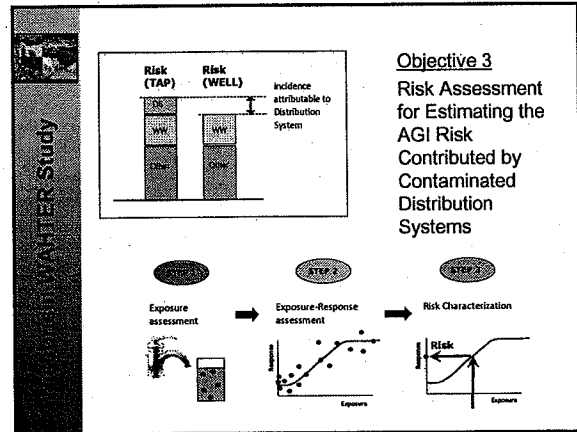 WAHTER Study
Risk
(TAP)
Risk
(WELL)
DS
WW
Other
WW
Other
Incidence
attributable to
Distribution
System
Objective 3
Risk Assessment
for Estimating the
AGI Risk
Contributed by
Contaminated
Distribution
Systems
STEP 2
STEP 3
Exposure
assessment
Exposure-Response
assessment
Risk Characterization
Response
Exposure
Response
Risk
Exposure